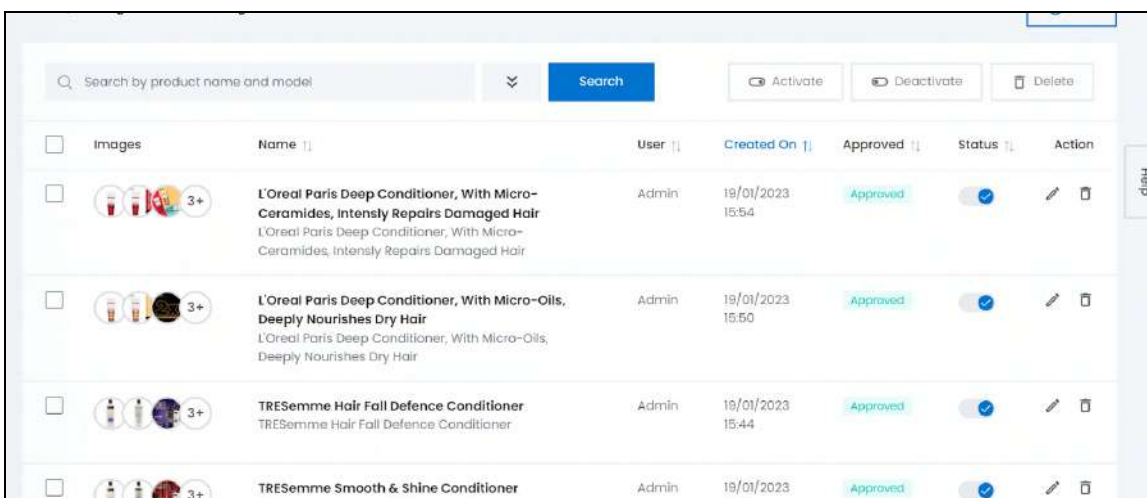 Search by product name and model
Search
Activate
Deactivate
Delete
Images
Name
User
Created On
Approved
Status
Action
Help
3+
L'Oreal Paris Deep Conditioner, With Micro-
Ceramides, Intensly Repairs Damaged Hair
L'Oreal Paris Deep Conditioner, With Micro-
Ceramides, Intensly Repairs Damaged Hair
Admin
19/01/2023
15:54
Approved
3+
L'Oreal Paris Deep Conditioner, With Micro-Oils,
Deeply Nourishes Dry Hair
L'Oreal Paris Deep Conditioner, With Micro-Oils,
Deeply Nourishes Dry Hair
Admin
19/01/2023
15:50
Approved
3+
TRESemme Hair Fall Defence Conditioner
TRESemme Hair Fall Defence Conditioner
Admin
19/01/2023
15:44
Approved
3+
TRESemme Smooth & Shine Conditioner
Admin
19/01/2023
Approved